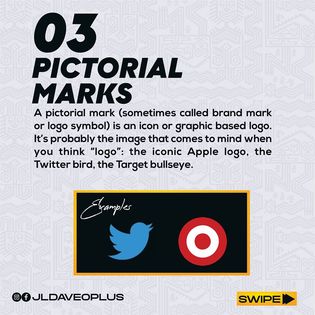 03
PICTORIAL
MARKS
A pictorial mark (sometimes called brand mark
or logo symbol) is an icon or graphic based logo.
It's probably the image that comes to mind when
you think “logo”: the iconic Apple logo, the
Twitter bird, the Target bullseye.
Examples
JLDAVEOPLUS
SWIPE